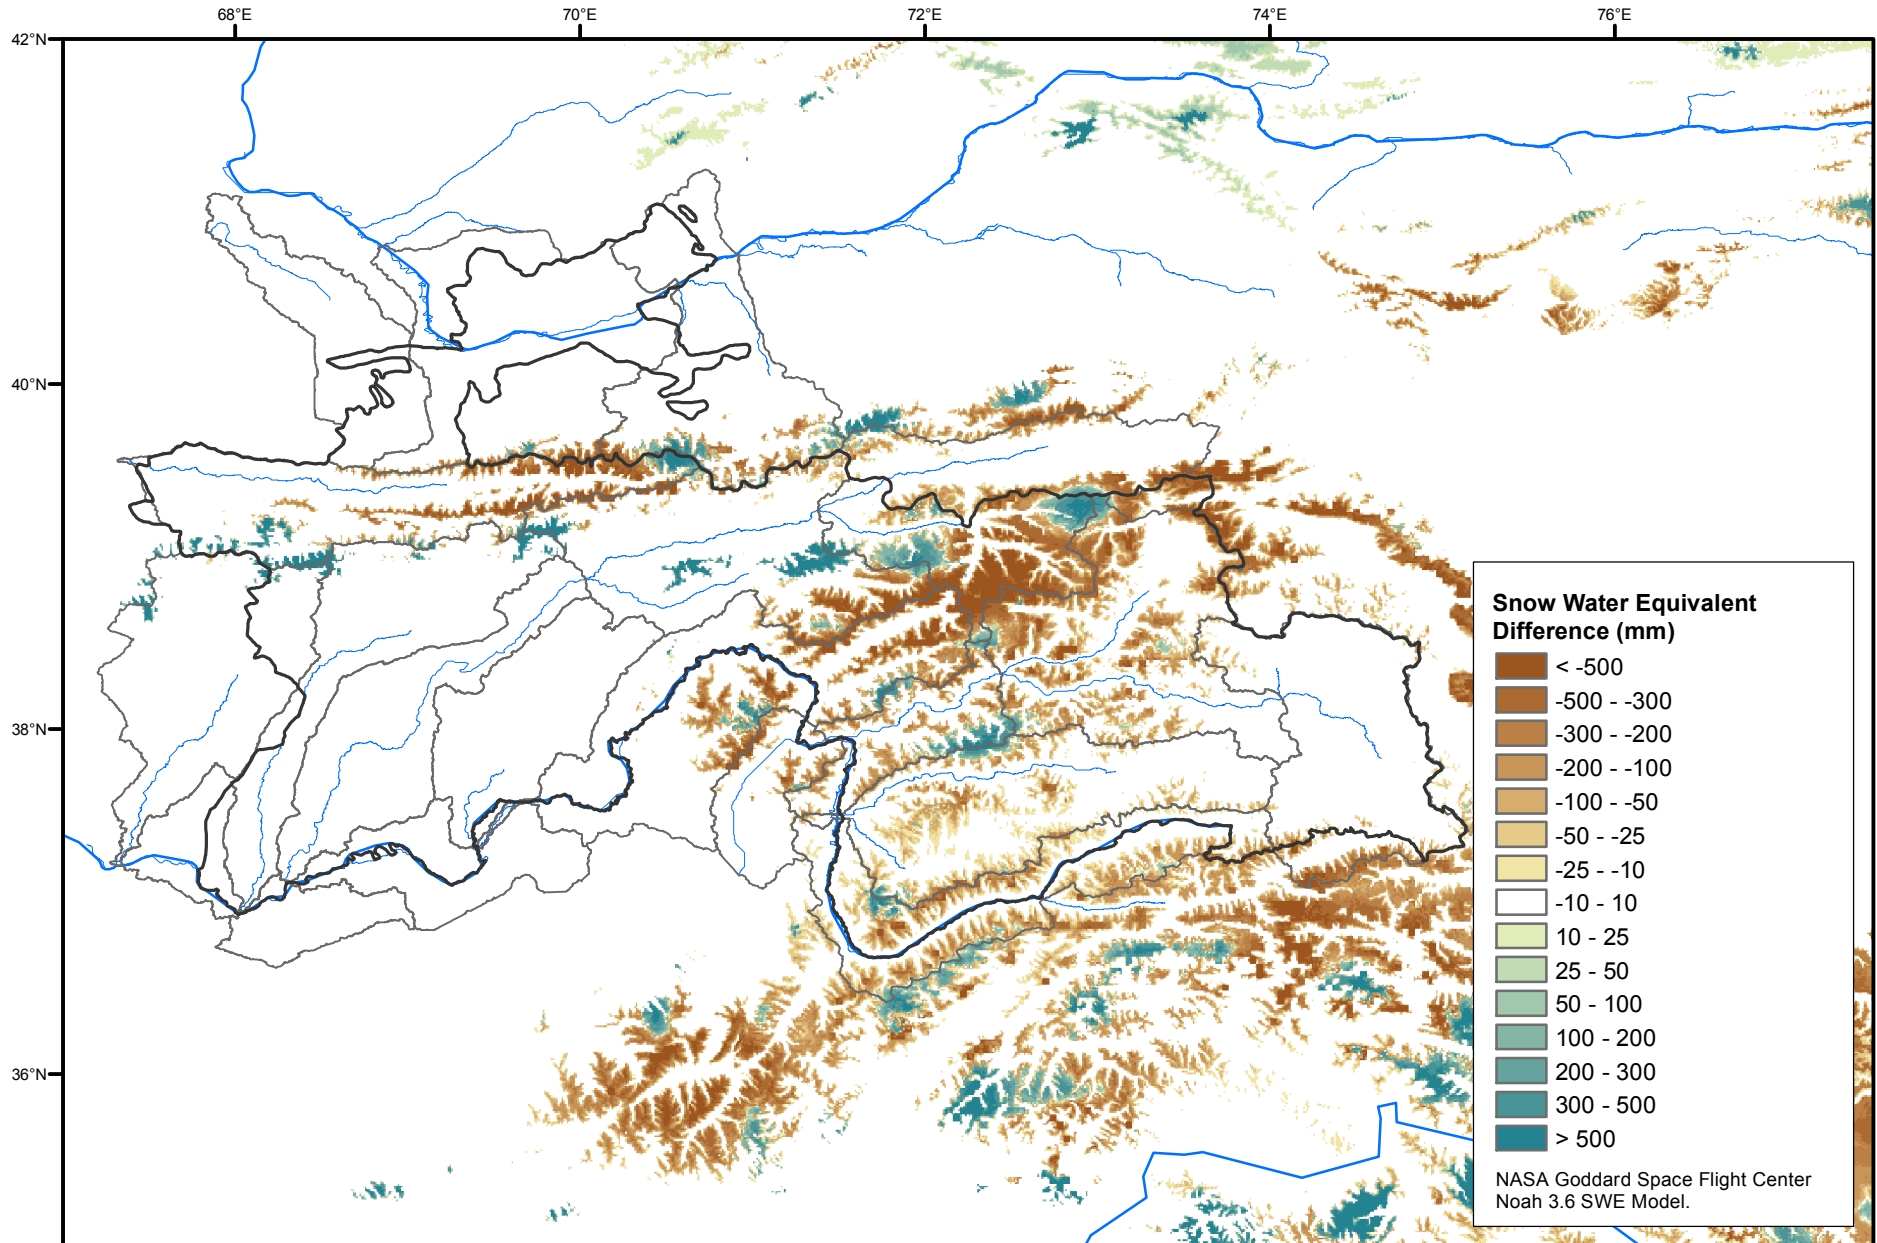 68°E
70°E
72°E
74°E
76°E
42°N
40°N
38°N
36°N
Snow Water Equivalent
Difference (mm)
< -500
-500 - -300
-300 - -200
-200 - -100
-100 - -50
-50 - -25
-25 - -10
-10 - 10
10 - 25
25 - 50
50 - 100
100 - 200
200 - 300
300 - 500
> 500
NASA Goddard Space Flight Center
Noah 3.6 SWE Model.